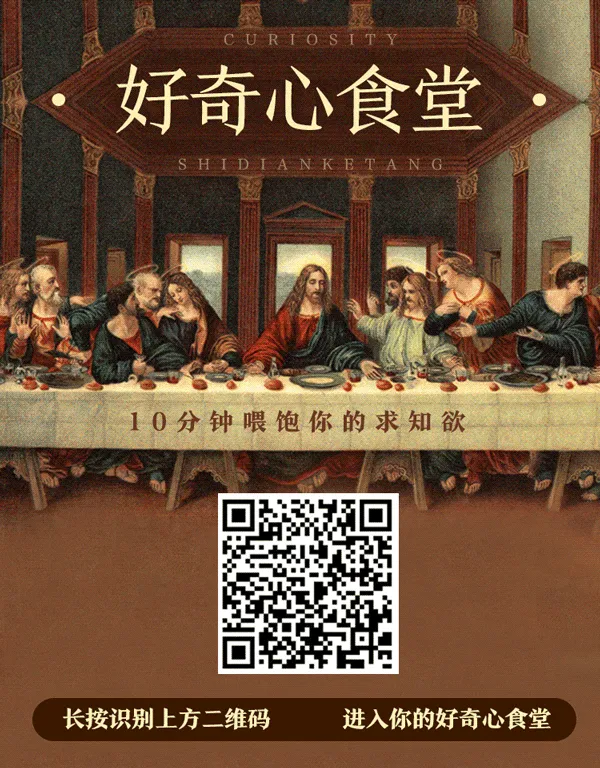 CURIOSITY
好奇心食堂
SHIDIANKETANG
10分钟喂饱你的求知欲
长按识别上方二维码 进入你的好奇心食堂